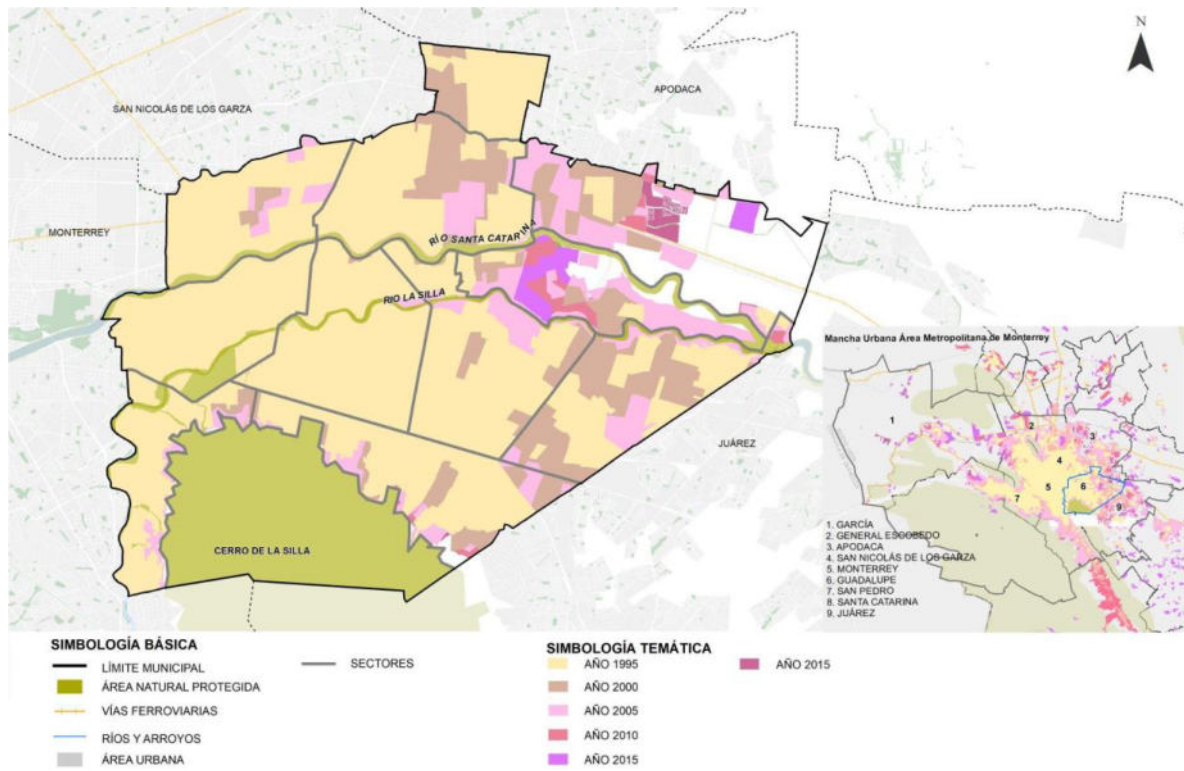 N
SAN NICOLÁS DE LOS GARZA
APODACA
MONTERREY
RÍO SANTA CATARINA
RIO LA SILLA
JUÁREZ
CERRO DE LA SILLA
Mancha Urbana Área Metropolitana de Monterrey
1
2
3
4
5
6
7
9
1. GARCÍA
2. GENERAL ESCOBEDO
3. APODACA
4. SAN NICOLÁS DE LOS GARZA
5. MONTERREY
6. GUADALUPE
7. SAN PEDRO
8. SANTA CATARINA
9. JUÁREZ
SIMBOLOGÍA BÁSICA
LÍMITE MUNICIPAL
ÁREA NATURAL PROTEGIDA
VÍAS FERROVIARIAS
RÍOS Y ARROYOS
ÁREA URBANA
SECTORES
SIMBOLOGÍA TEMÁTICA
AÑO 1995
AÑO 2000
AÑO 2005
AÑO 2010
AÑO 2015
AÑO 2015